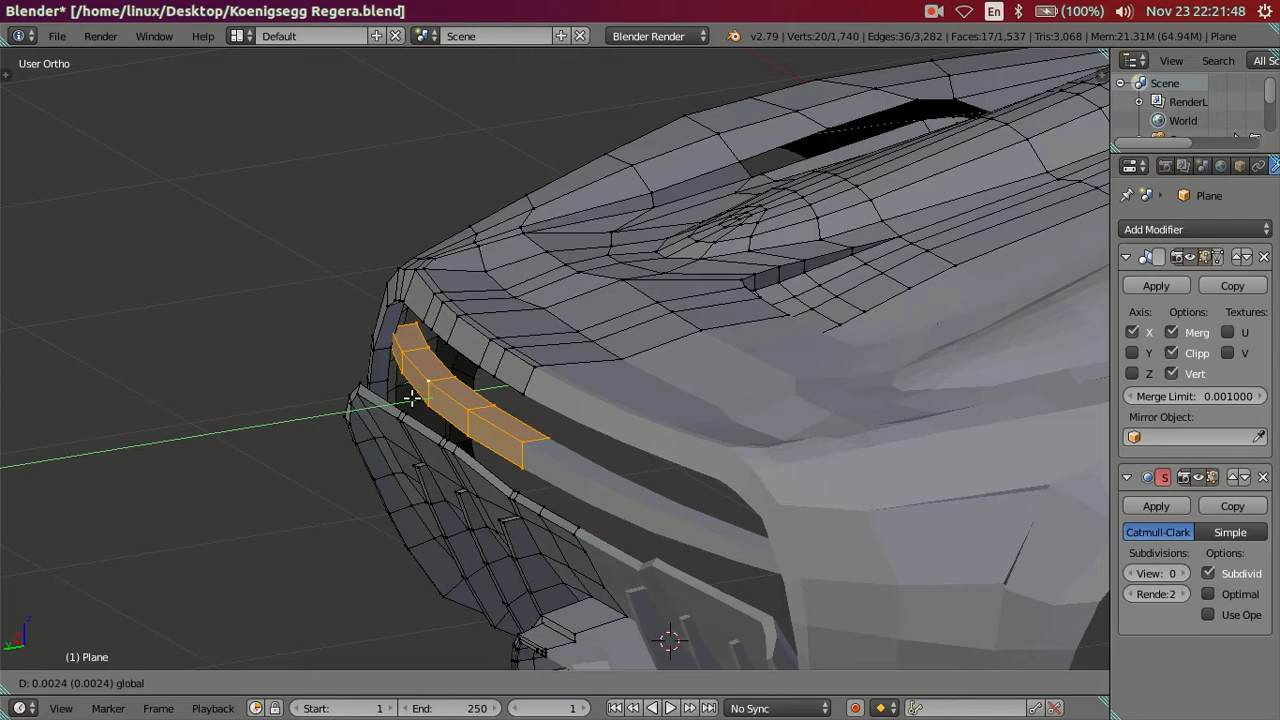 Blender* [/home/linux/Desktop/Koenigsegg Regera.blend] En (100%) Nov 23 22:21:48
File Render Window Help Default Scene Blender Render v2.79 | Verts:20/1,740 | Edges:36/3,282 | Faces:17/1,537 | Tris:3,068 | Mem:21.31M (64.94M) | Plane
User Ortho
View Search All Sc
Scene
RenderL
World
Plane
Add Modifier
Apply Copy
Axis: Options: Textures:
X Merg U
Y Clipp V
Z Vert
Merge Limit: 0.001000
Mirror Object:
S
Apply Copy
Catmull-Clark Simple
Subdivisions: Options:
View: 0 Subdivid
Rende:2 Optimal
Use Ope
z
y
(1) Plane
D: 0.0024 (0.0024) global
View Marker Frame Playback Start: 1 End: 250 1 No Sync